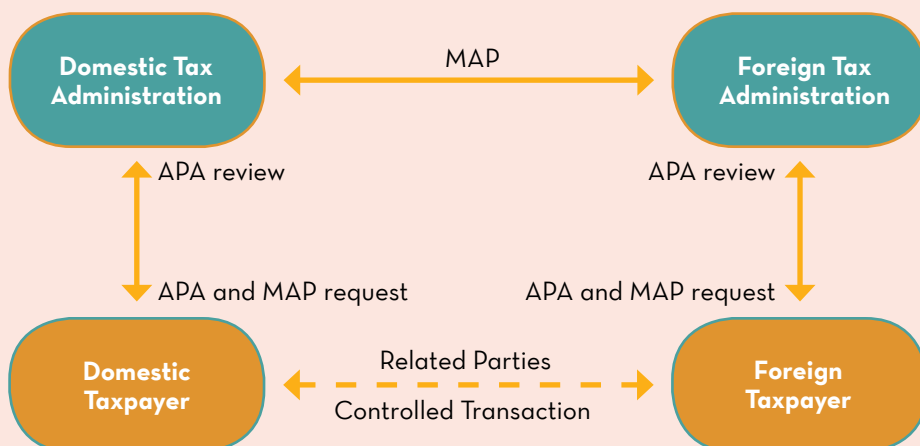 Domestic Tax
Administration
MAP
Foreign Tax
Administration
APA review
APA review
APA and MAP request
APA and MAP request
Domestic
Taxpayer
Related Parties
Controlled Transaction
Foreign
Taxpayer